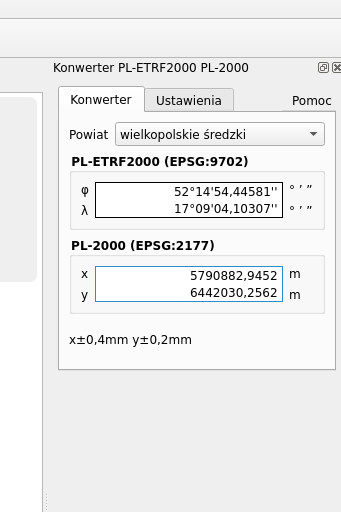 Konwerter PL-ETRF2000 PL-2000
Konwerter Ustawienia Pomoc
Powiat wielkopolskie średzki
PL-ETRF2000 (EPSG:9702)
φ 52°14'54,44581'' ° ’ ”
λ 17°09'04,10307'' ° ’ ”
PL-2000 (EPSG:2177)
x 5790882,9452 m
y 6442030,2562 m
x±0,4mm y±0,2mm